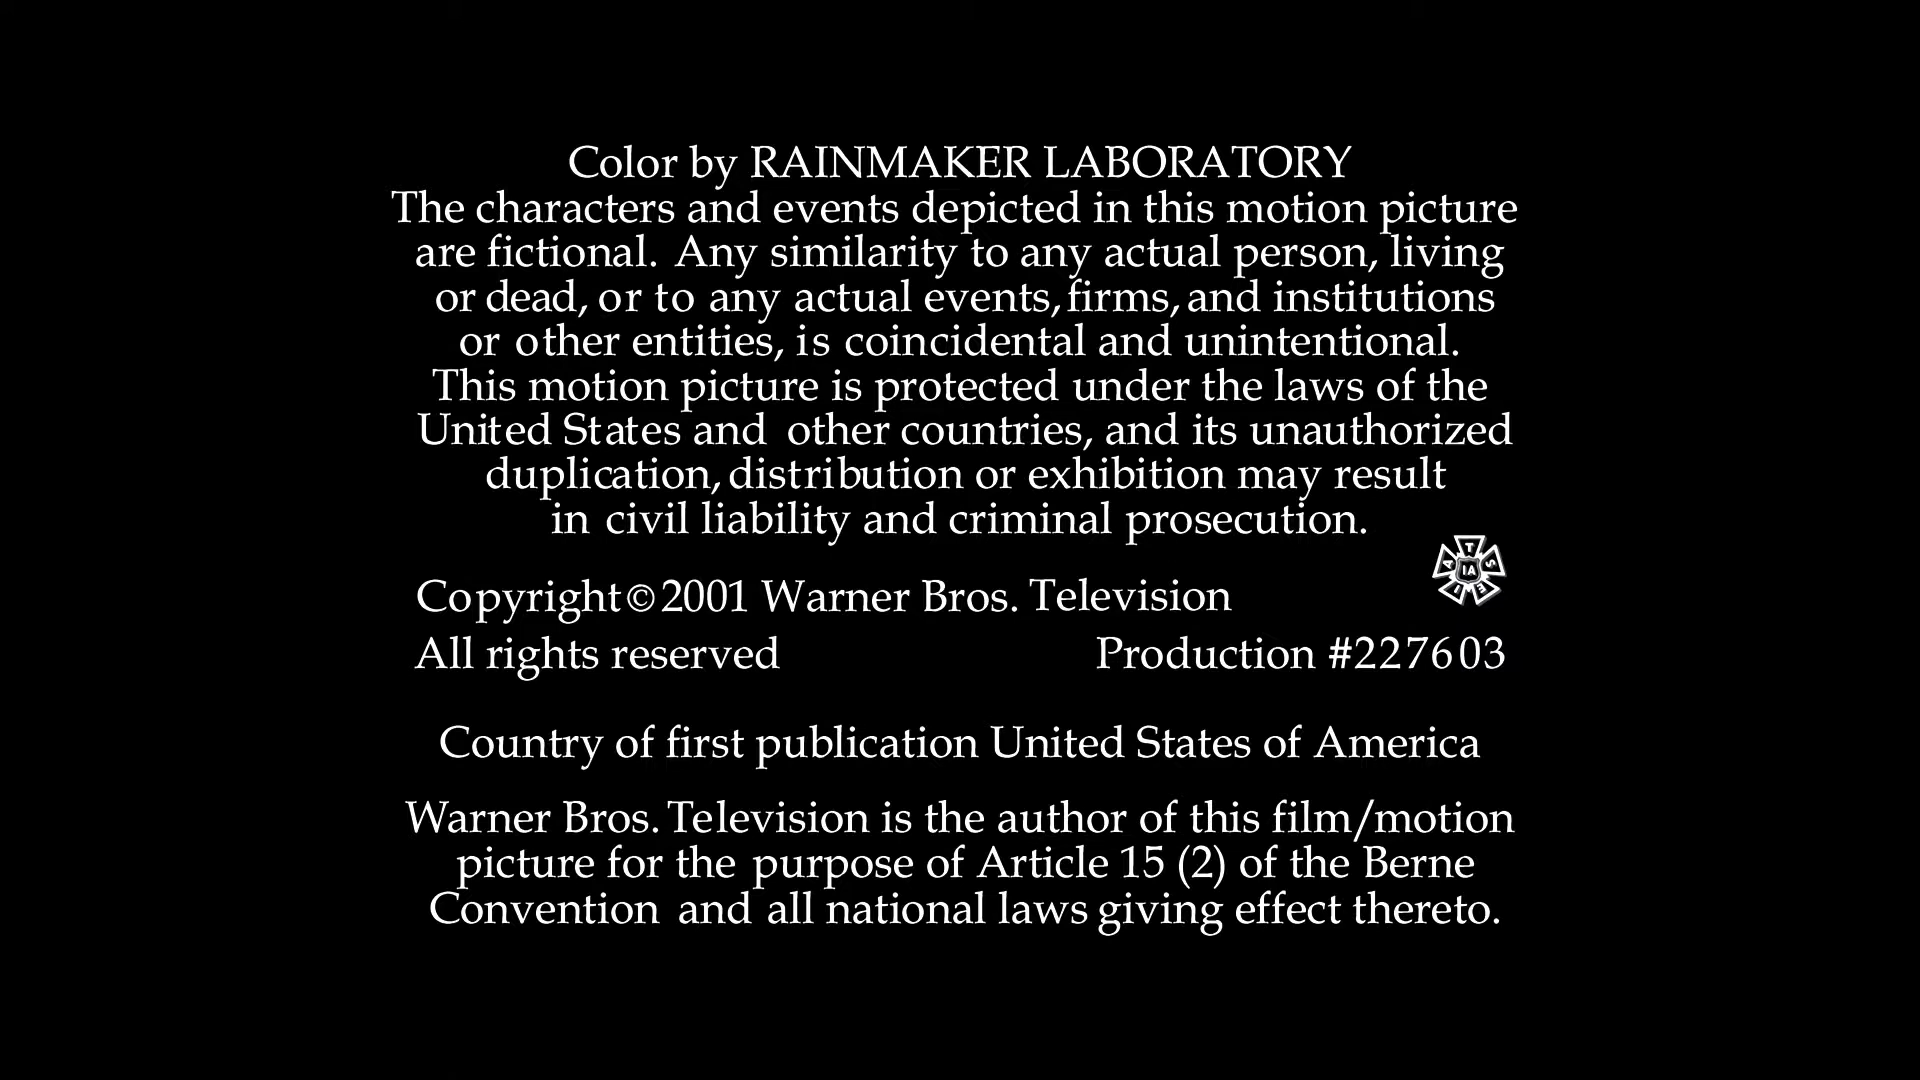 Color by RAINMAKER LABORATORY
The characters and events depicted in this motion picture
are fictional. Any similarity to any actual person, living
or dead, or to any actual events, firms, and institutions
or other entities, is coincidental and unintentional.
This motion picture is protected under the laws of the
United States and other countries, and its unauthorized
duplication, distribution or exhibition may result
in civil liability and criminal prosecution.
IATSE
IA
Copyright © 2001 Warner Bros. Television
All rights reserved Production #227603
Country of first publication United States of America
Warner Bros. Television is the author of this film/motion
picture for the purpose of Article 15 (2) of the Berne
Convention and all national laws giving effect thereto.